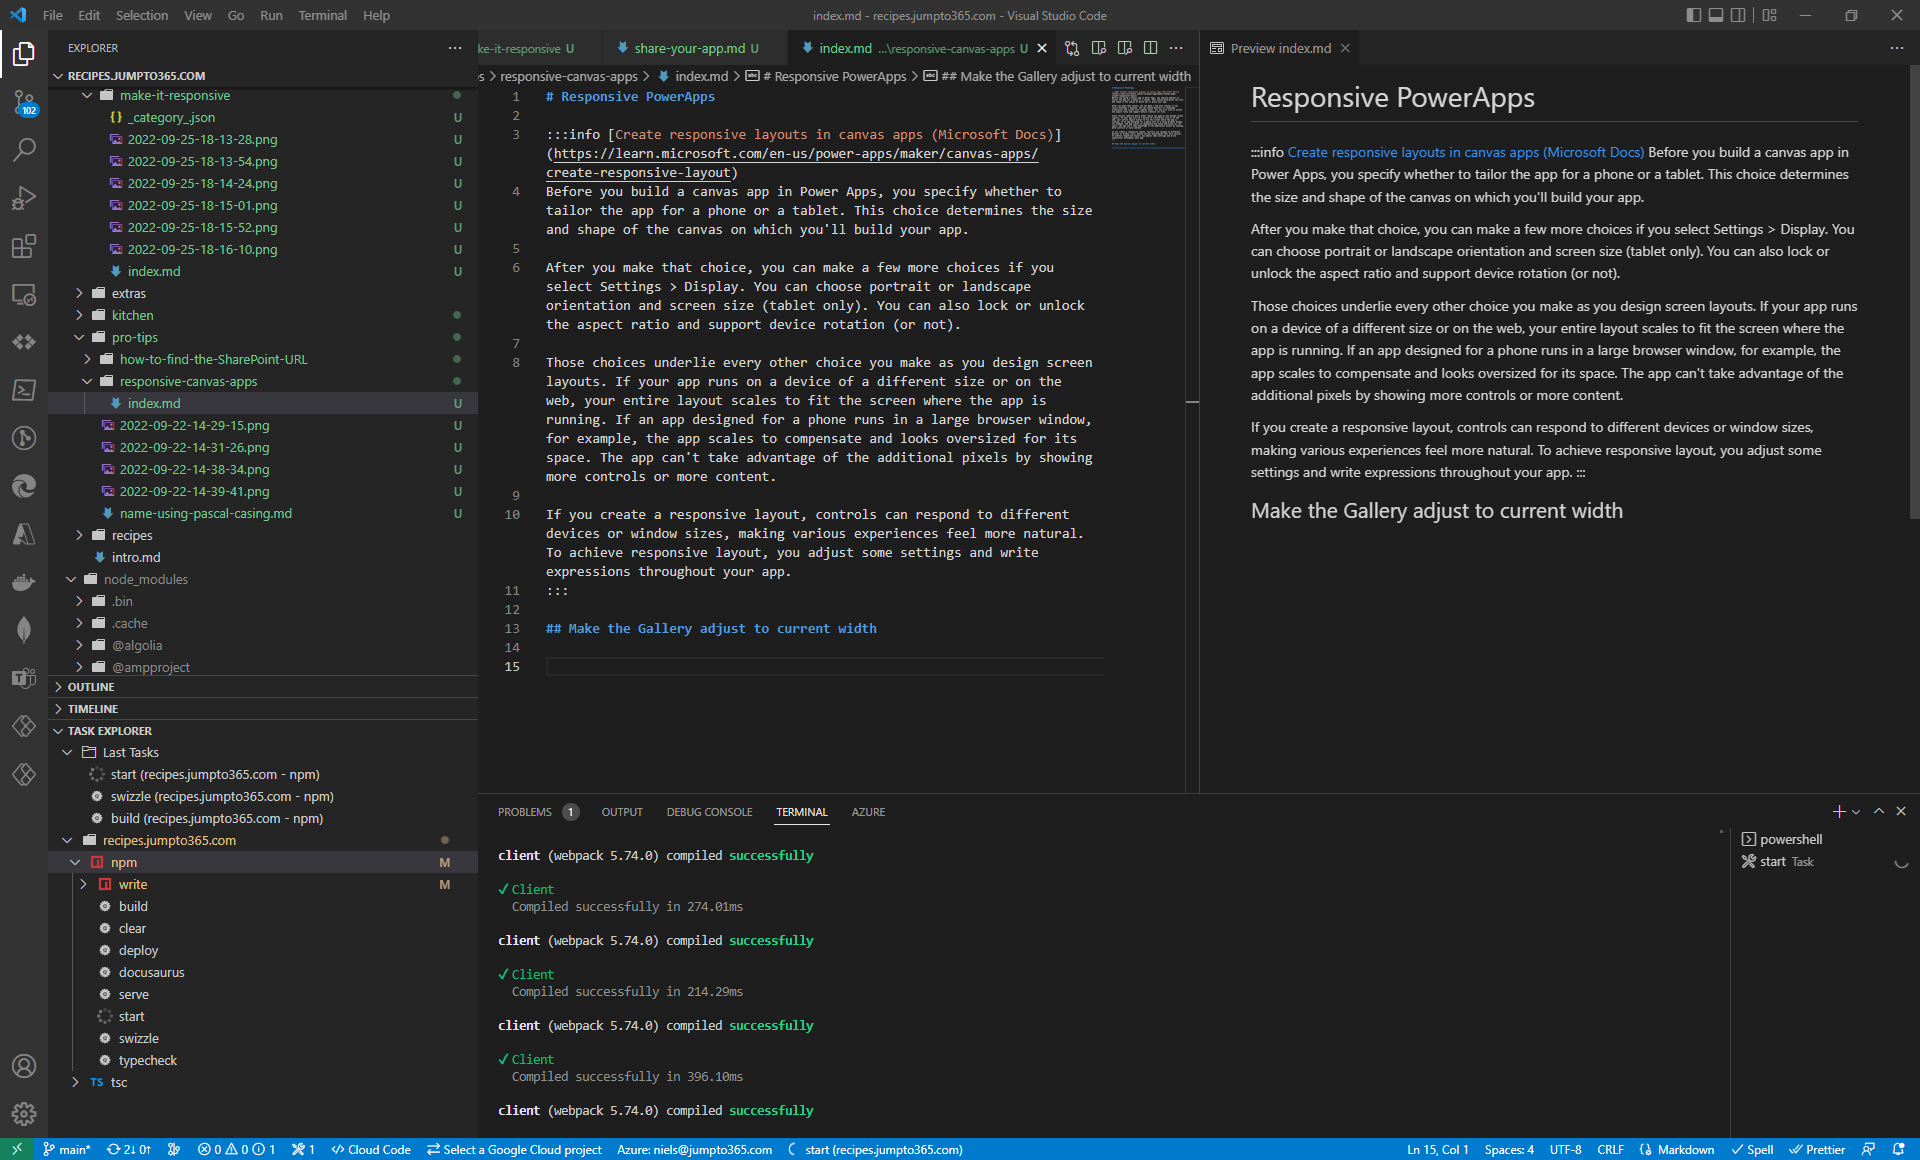 File Edit Selection View Go Run Terminal Help
index.md - recipes.jumpto365.com - Visual Studio Code
EXPLORER
RECIPES.JUMPTO365.COM
make-it-responsive
_category_.json U
2022-09-25-18-13-28.png U
2022-09-25-18-13-54.png U
2022-09-25-18-14-24.png U
2022-09-25-18-15-01.png U
2022-09-25-18-15-52.png U
2022-09-25-18-16-10.png U
index.md U
extras
kitchen
pro-tips
how-to-find-the-SharePoint-URL
responsive-canvas-apps
index.md U
2022-09-22-14-29-15.png U
2022-09-22-14-31-26.png U
2022-09-22-14-38-34.png U
2022-09-22-14-39-41.png U
name-using-pascal-casing.md U
recipes
intro.md
node_modules
.bin
.cache
@algolia
@ampproject
OUTLINE
TIMELINE
TASK EXPLORER
Last Tasks
start (recipes.jumpto365.com - npm)
swizzle (recipes.jumpto365.com - npm)
build (recipes.jumpto365.com - npm)
recipes.jumpto365.com
npm M
write M
build
clear
deploy
docusaurus
serve
start
swizzle
typecheck
TS tsc
102
ke-it-responsive U share-your-app.md U index.md ...\responsive-canvas-apps U
s > responsive-canvas-apps > index.md > # Responsive PowerApps > ## Make the Gallery adjust to current width
1 # Responsive PowerApps
2
3 :::info [Create responsive layouts in canvas apps (Microsoft Docs)]
(https://learn.microsoft.com/en-us/power-apps/maker/canvas-apps/
create-responsive-layout)
4 Before you build a canvas app in Power Apps, you specify whether to
tailor the app for a phone or a tablet. This choice determines the size
and shape of the canvas on which you'll build your app.
5
6 After you make that choice, you can make a few more choices if you
select Settings > Display. You can choose portrait or landscape
orientation and screen size (tablet only). You can also lock or unlock
the aspect ratio and support device rotation (or not).
7
8 Those choices underlie every other choice you make as you design screen
layouts. If your app runs on a device of a different size or on the
web, your entire layout scales to fit the screen where the app is
running. If an app designed for a phone runs in a large browser window,
for example, the app scales to compensate and looks oversized for its
space. The app can't take advantage of the additional pixels by showing
more controls or more content.
9
10 If you create a responsive layout, controls can respond to different
devices or window sizes, making various experiences feel more natural.
To achieve responsive layout, you adjust some settings and write
expressions throughout your app.
11 :::
12
13 ## Make the Gallery adjust to current width
14
15
Preview index.md
Responsive PowerApps
:::info Create responsive layouts in canvas apps (Microsoft Docs) Before you build a canvas app in
Power Apps, you specify whether to tailor the app for a phone or a tablet. This choice determines
the size and shape of the canvas on which you'll build your app.
After you make that choice, you can make a few more choices if you select Settings > Display. You
can choose portrait or landscape orientation and screen size (tablet only). You can also lock or
unlock the aspect ratio and support device rotation (or not).
Those choices underlie every other choice you make as you design screen layouts. If your app runs
on a device of a different size or on the web, your entire layout scales to fit the screen where the
app is running. If an app designed for a phone runs in a large browser window, for example, the
app scales to compensate and looks oversized for its space. The app can't take advantage of the
additional pixels by showing more controls or more content.
If you create a responsive layout, controls can respond to different devices or window sizes,
making various experiences feel more natural. To achieve responsive layout, you adjust some
settings and write expressions throughout your app. :::
Make the Gallery adjust to current width
PROBLEMS 1 OUTPUT DEBUG CONSOLE TERMINAL AZURE
client (webpack 5.74.0) compiled successfully
✓ Client
Compiled successfully in 274.01ms
client (webpack 5.74.0) compiled successfully
✓ Client
Compiled successfully in 214.29ms
client (webpack 5.74.0) compiled successfully
✓ Client
Compiled successfully in 396.10ms
client (webpack 5.74.0) compiled successfully
powershell
start Task
main* 2↓ 0↑ 0 0 1 1 Cloud Code Select a Google Cloud project Azure: niels@jumpto365.com start (recipes.jumpto365.com)
Ln 15, Col 1 Spaces: 4 UTF-8 CRLF Markdown Spell Prettier